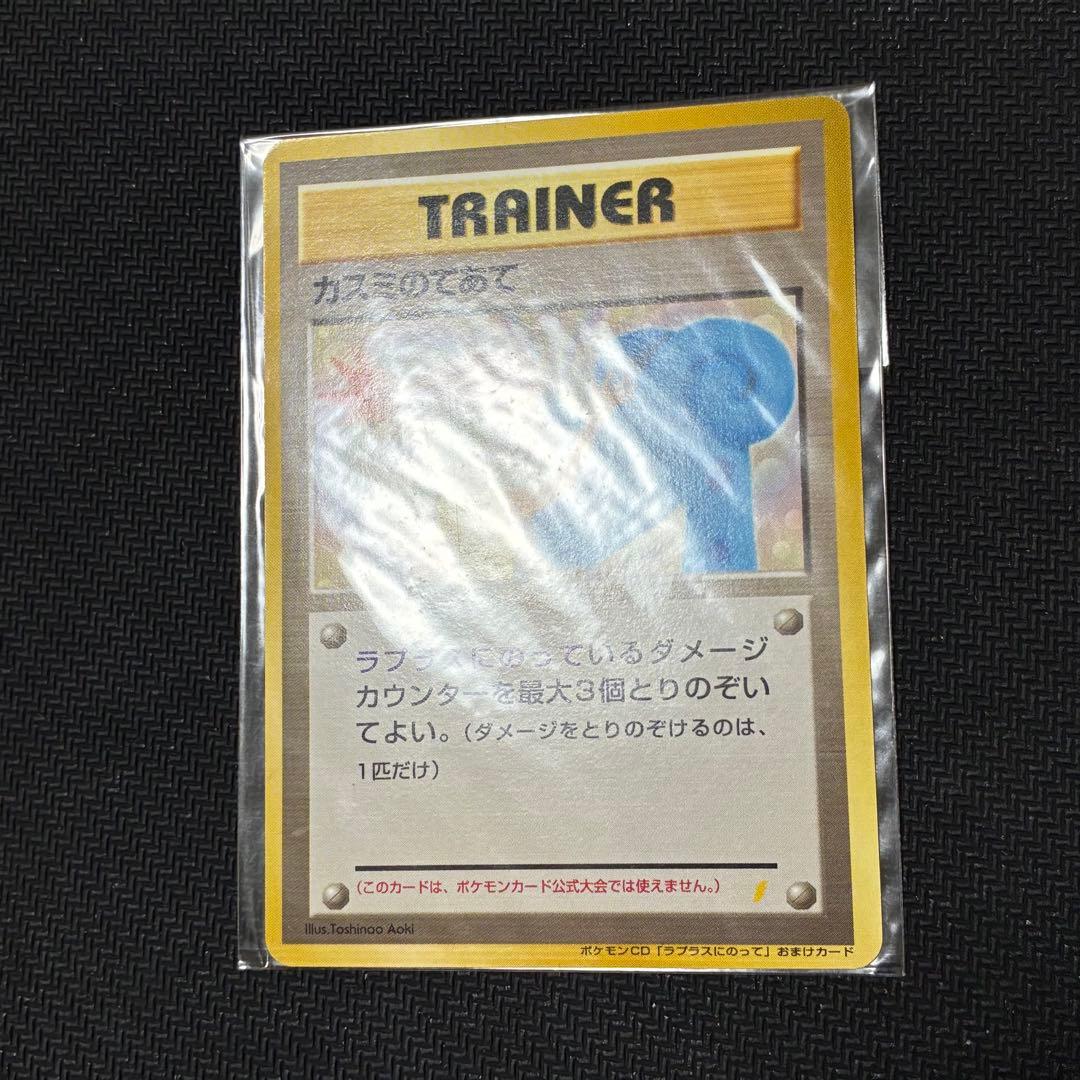 TRAINER
カスミのてあて
ラプラスにのっているダメージ
カウンターを最大3個とりのぞい
てよい。(ダメージをとりのぞけるのは、
1匹だけ)
(このカードは、ポケモンカード公式大会では使えません。)
Illus.Toshinao Aoki
ポケモンCD「ラプラスにのって」おまけカード